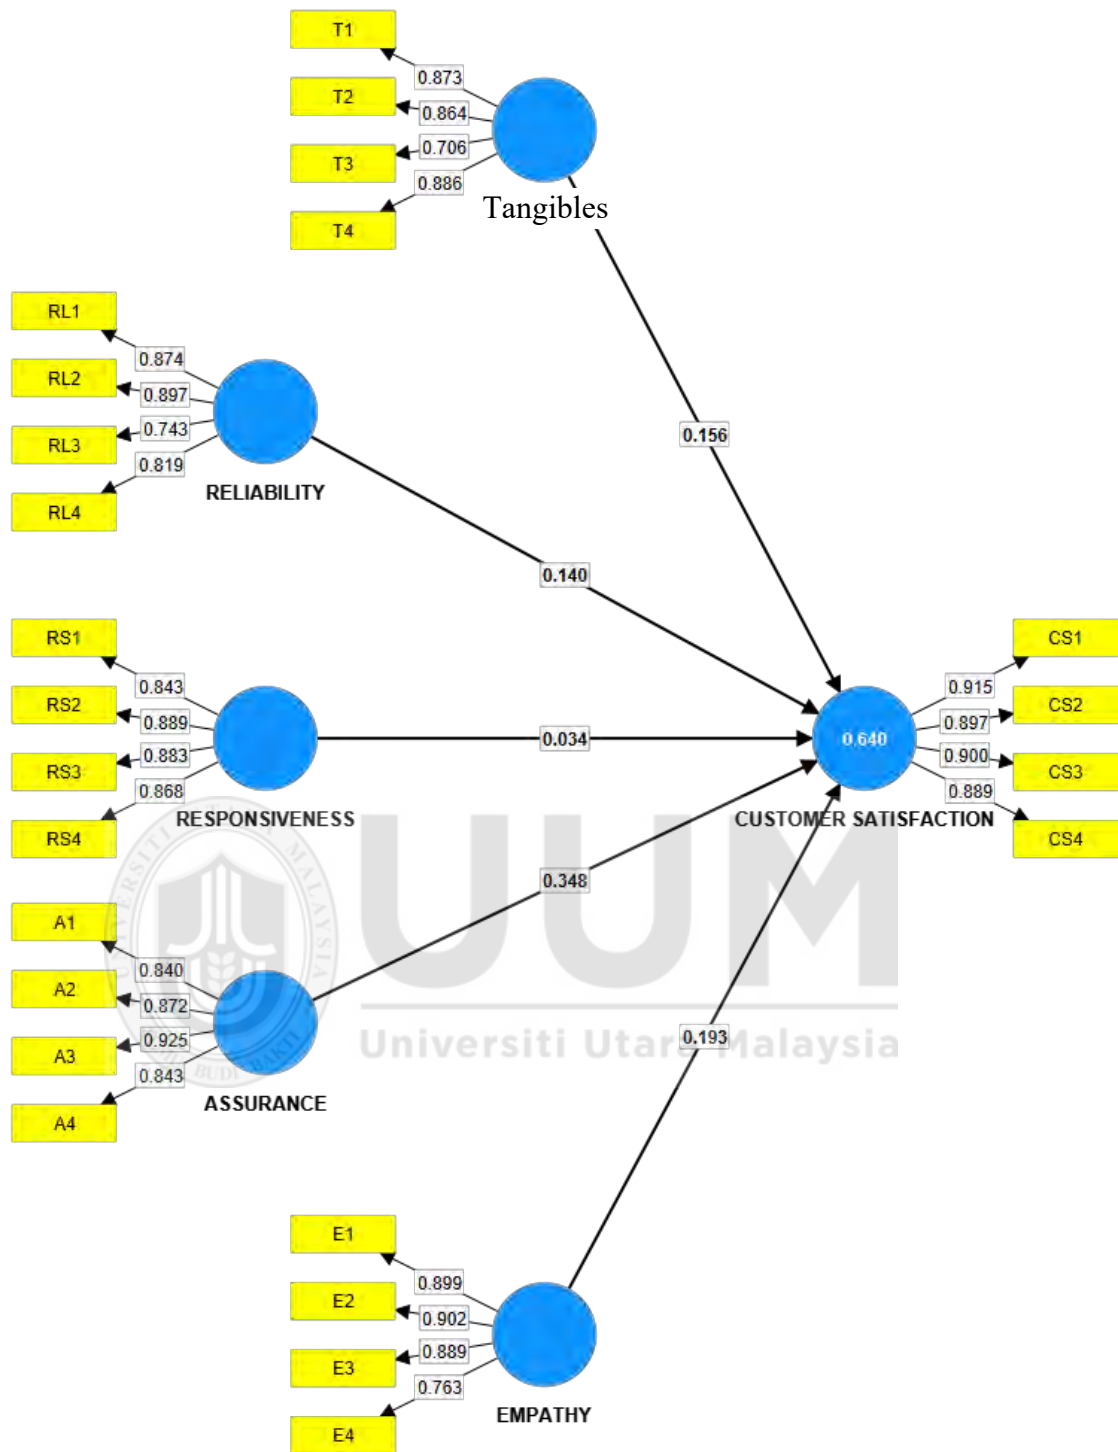 T1
0.873
T2
0.864
T3
0.706
T4
0.886
Tangibles
0.156
RL1
0.874
RL2
0.897
RL3
0.743
RL4
0.819
RELIABILITY
0.140
RS1
0.843
RS2
0.889
RS3
0.883
RS4
0.868
RESPONSIVENESS
0.034
0.640
CUSTOMER SATISFACTION
CS1
0.915
CS2
0.897
CS3
0.900
CS4
0.889
A1
0.840
A2
0.872
A3
0.925
A4
0.843
ASSURANCE
0.348
E1
0.899
E2
0.902
E3
0.889
E4
0.763
EMPATHY
0.193
UUM
Universiti Utara Malaysia
UNIVERSITI UTARA MALAYSIA
BUDI BAKTI